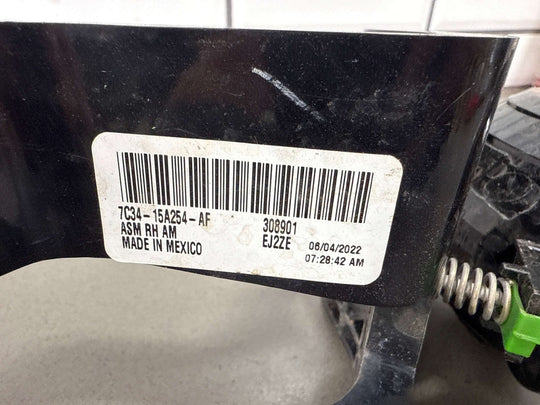 7C34-15A254-AF 308901
ASM RH AM EJ2ZE 06/04/2022
MADE IN MEXICO 07:28:42 AM